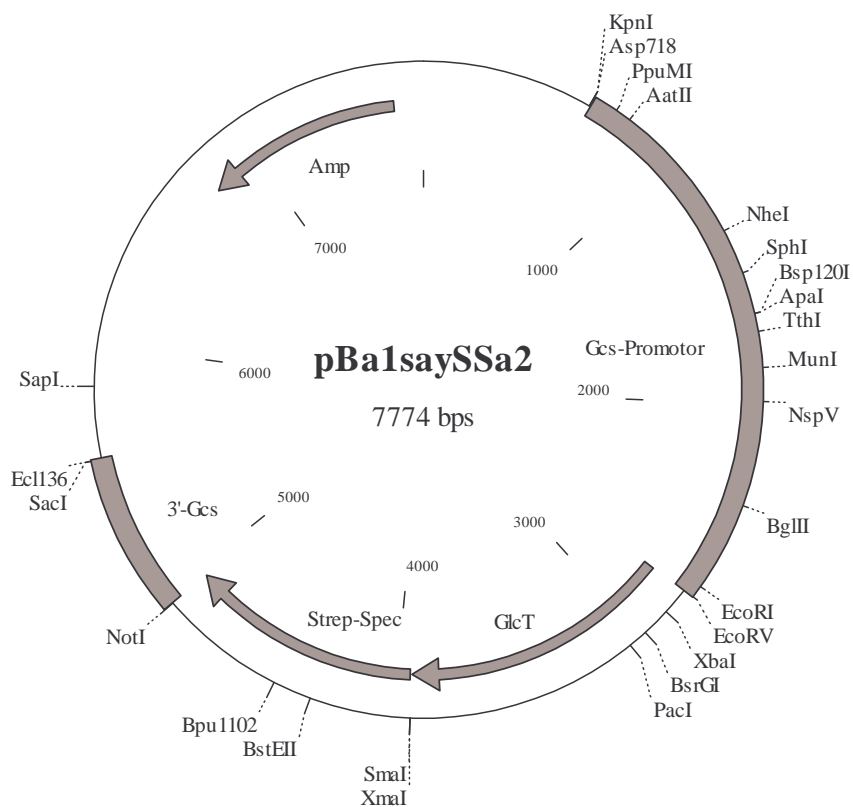 KpnI
Asp718
PpuMI
AatII
Amp
NheI
7000
SphI
1000
Bsp120I
ApaI
TthI
pBa1saySSa2
Gcs-Promotor
MunI
SapI
6000
2000
NspV
7774 bps
Ecl136
SacI
3'-Gcs
5000
3000
BglII
4000
EcoRI
Strep-Spec
GlcT
EcoRV
NotI
XbaI
BsrGI
PacI
Bpu1102
BstEII
SmaI
XmaI